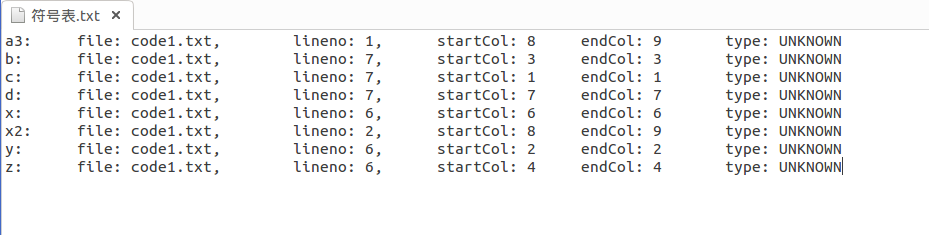 符号表.txt ×
a3: file: code1.txt, lineno: 1, startCol: 8 endCol: 9 type: UNKNOWN
b: file: code1.txt, lineno: 7, startCol: 3 endCol: 3 type: UNKNOWN
c: file: code1.txt, lineno: 7, startCol: 1 endCol: 1 type: UNKNOWN
d: file: code1.txt, lineno: 7, startCol: 7 endCol: 7 type: UNKNOWN
x: file: code1.txt, lineno: 6, startCol: 6 endCol: 6 type: UNKNOWN
x2: file: code1.txt, lineno: 2, startCol: 8 endCol: 9 type: UNKNOWN
y: file: code1.txt, lineno: 6, startCol: 2 endCol: 2 type: UNKNOWN
z: file: code1.txt, lineno: 6, startCol: 4 endCol: 4 type: UNKNOWN